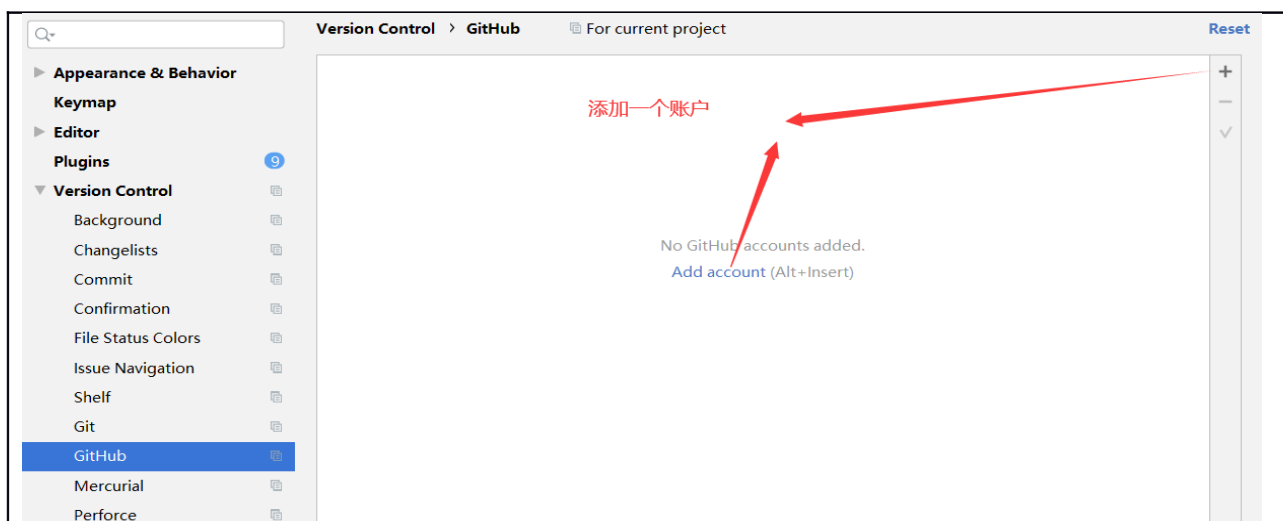 Version Control › GitHub For current project Reset
Appearance & Behavior
Keymap
Editor
Plugins 9
Version Control
Background
Changelists
Commit
Confirmation
File Status Colors
Issue Navigation
Shelf
Git
GitHub
Mercurial
Perforce
添加一个账户
No GitHub accounts added.
Add account (Alt+Insert)